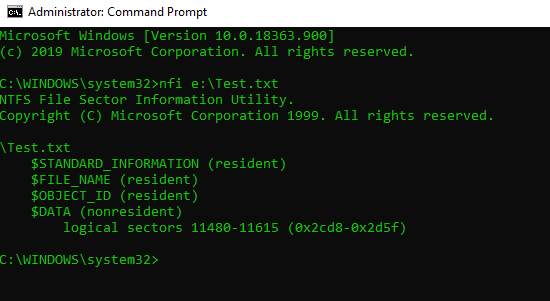 Administrator: Command Prompt
Microsoft Windows [Version 10.0.18363.900]
(c) 2019 Microsoft Corporation. All rights reserved.
C:\WINDOWS\system32>nfi e:\Test.txt
NTFS File Sector Information Utility.
Copyright (C) Microsoft Corporation 1999. All rights reserved.
\Test.txt
$STANDARD_INFORMATION (resident)
$FILE_NAME (resident)
$OBJECT_ID (resident)
$DATA (nonresident)
logical sectors 11480-11615 (0x2cd8-0x2d5f)
C:\WINDOWS\system32>